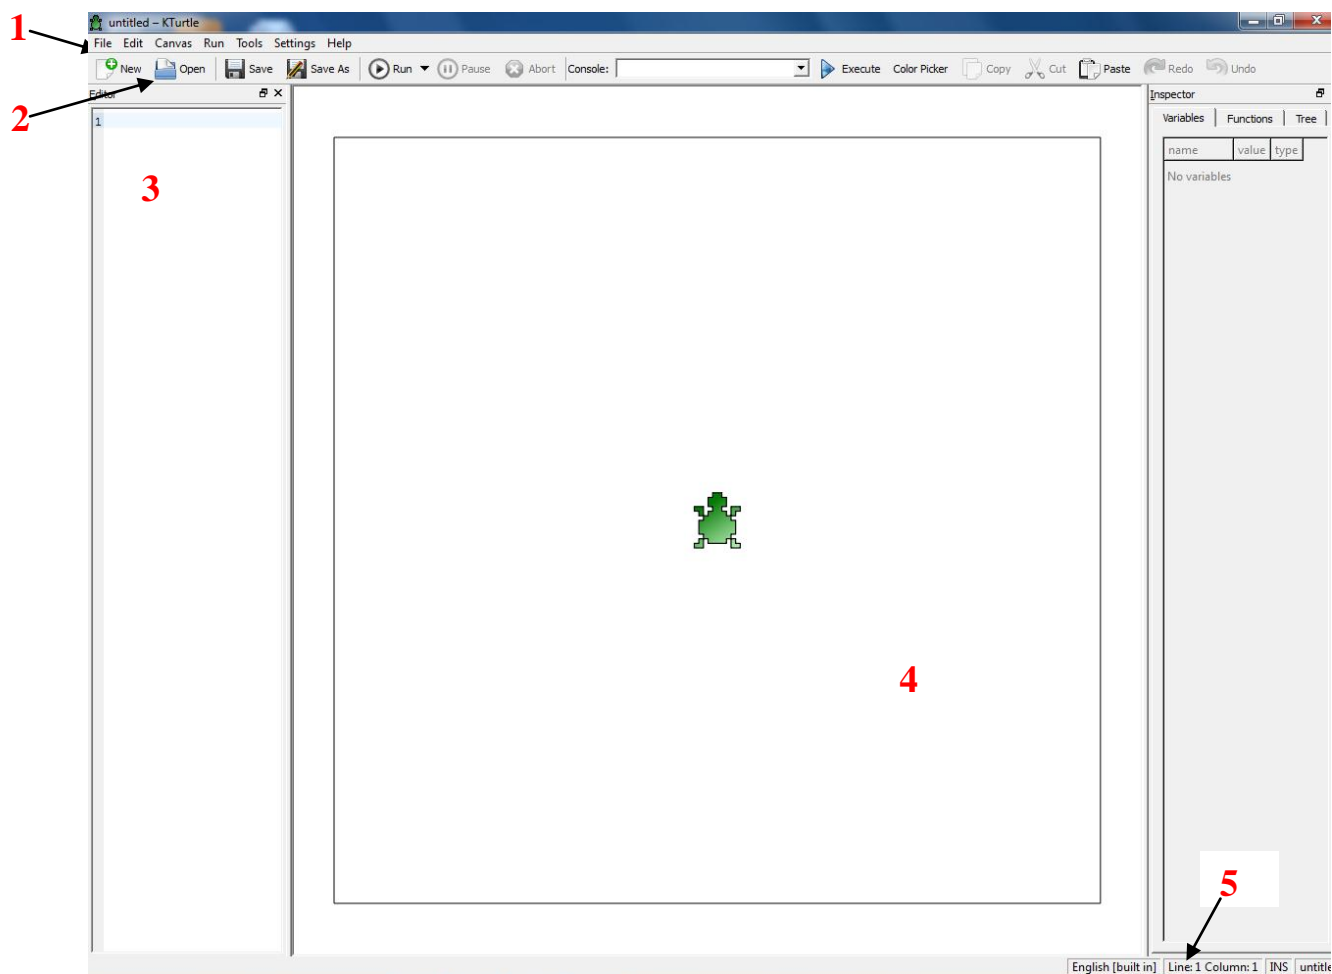 1
untitled – KTurtle
File Edit Canvas Run Tools Settings Help
New Open Save Save As Run Pause Abort Console: Execute Color Picker Copy Cut Paste Redo Undo
2
Editor
Inspector
1
Variables Functions Tree
name value type
No variables
3
4
5
English [built in] Line: 1 Column: 1 INS untitle